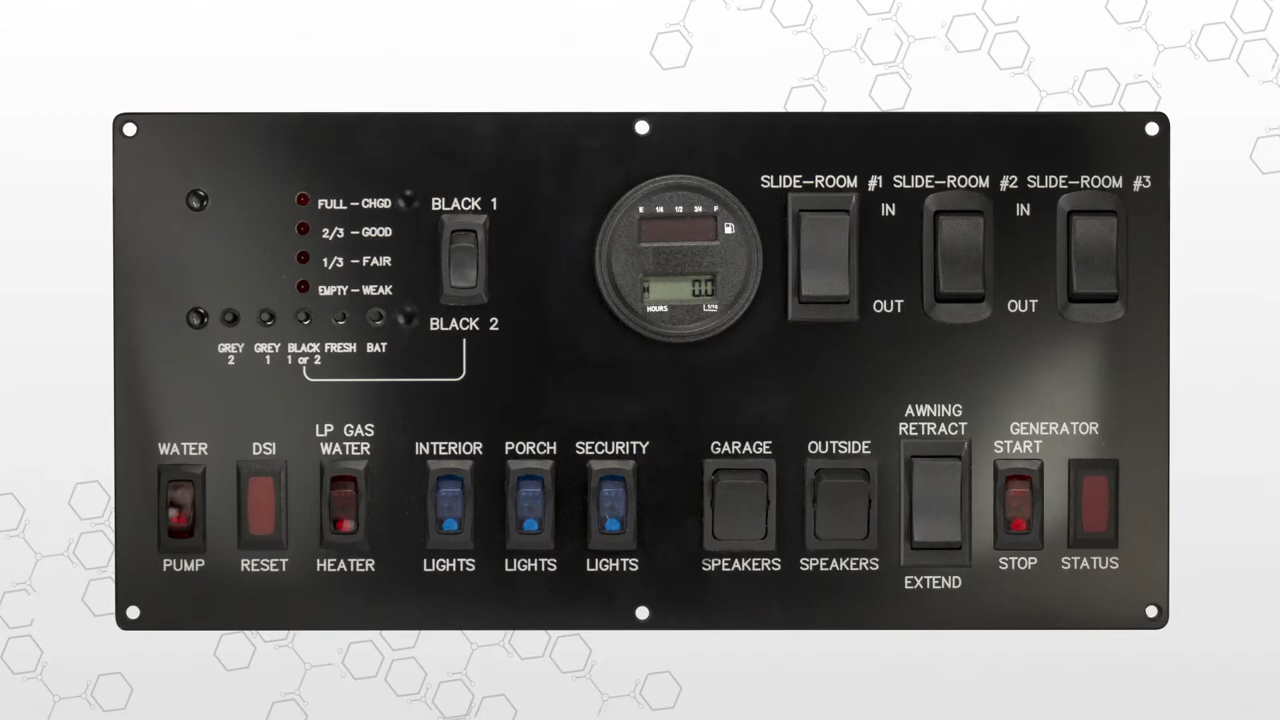 SLIDE-ROOM #1 SLIDE-ROOM #2 SLIDE-ROOM #3
FULL-CHGD
BLACK 1
2/3-GOOD
1/3-FAIR
EMPTY-WEAK
E 1/4 1/2 3/4 F
IN
IN
00
HOURS
1/10
OUT
OUT
BLACK 2
GREY 2
GREY 1
BLACK 1 or 2
FRESH
BAT
WATER
PUMP
DSI
RESET
LP GAS
WATER
HEATER
INTERIOR
LIGHTS
PORCH
LIGHTS
SECURITY
LIGHTS
GARAGE
SPEAKERS
OUTSIDE
SPEAKERS
AWNING
RETRACT
EXTEND
GENERATOR
START
STOP
STATUS